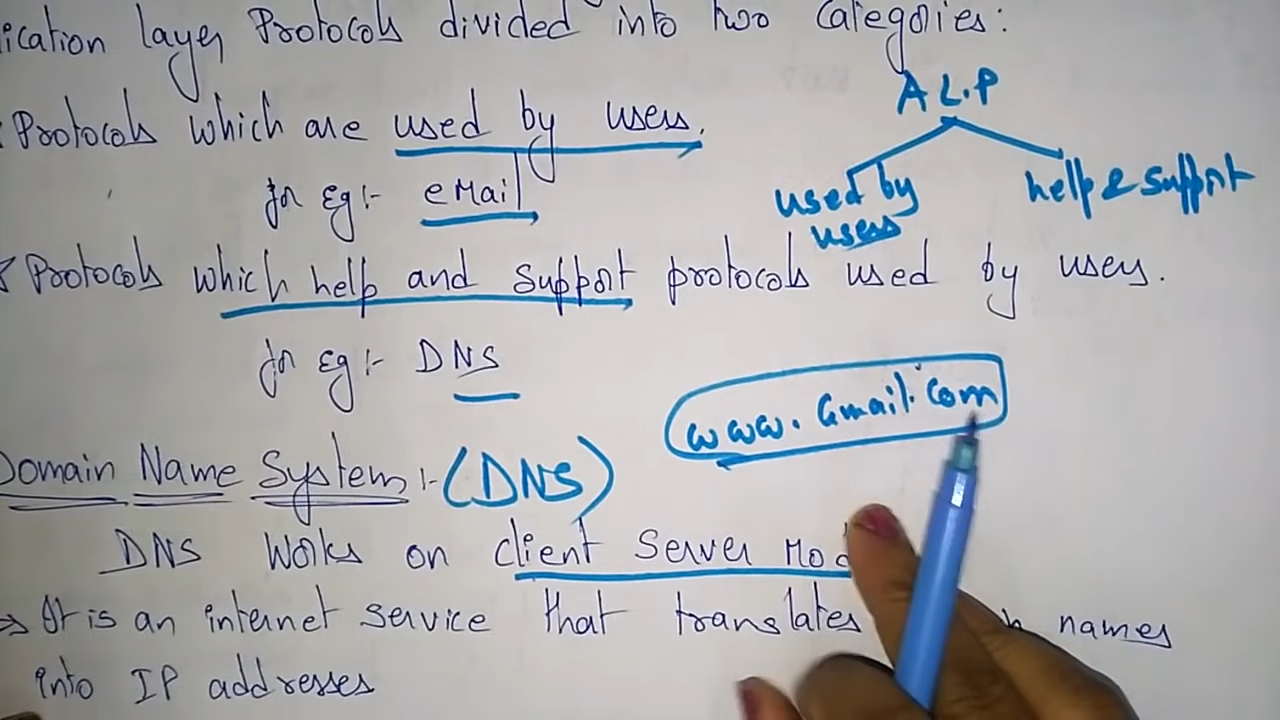 ication layer Protocols divided into two categories:
A L.P
Protocols which are used by users.
used by users
help & support
for Eg:- eMail
Protocols which help and support protocols used by users.
for Eg:- DNS
www.Gmail.com
Domain Name System:- (DNS)
DNS Works on client Server Mod
→ It is an internet service that translates names
into IP addresses